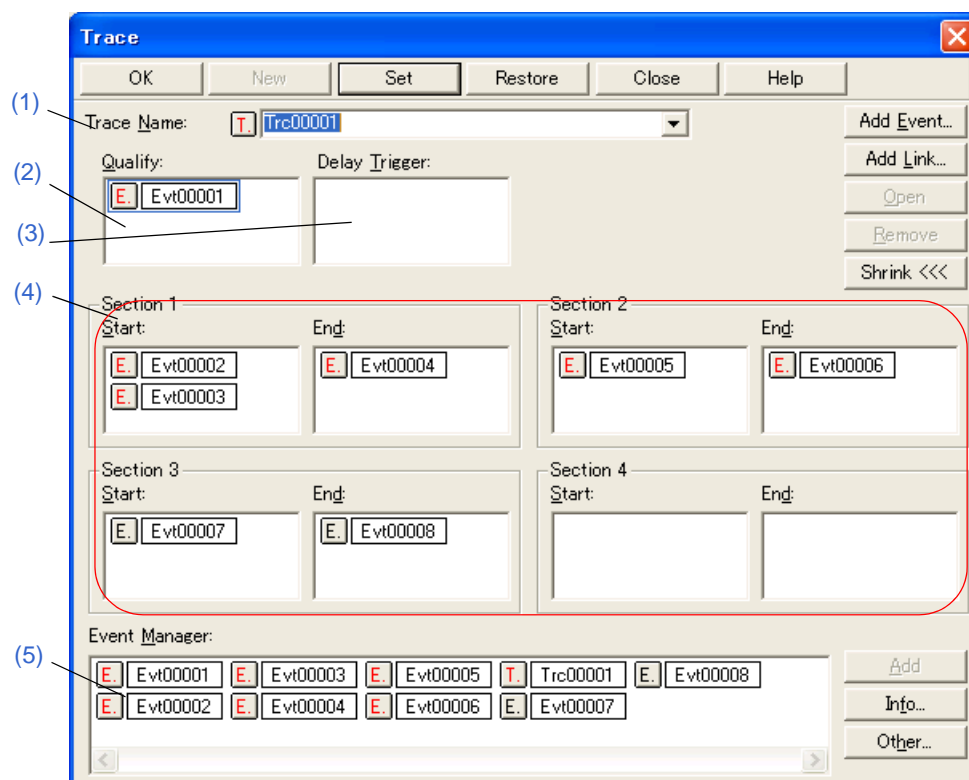 Trace
OK New Set Restore Close Help
(1)
Trace Name: T. Trc00001
Add Event...
Qualify: Delay Trigger:
Add Link...
(2)
E. Evt00001
Open
(3)
Remove
Shrink <<<
(4)
Section 1 Section 2
Start: End: Start: End:
E. Evt00002 E. Evt00004 E. Evt00005 E. Evt00006
E. Evt00003
Section 3 Section 4
Start: End: Start: End:
E. Evt00007 E. Evt00008
Event Manager:
(5)
E. Evt00001 E. Evt00003 E. Evt00005 T. Trc00001 E. Evt00008
E. Evt00002 E. Evt00004 E. Evt00006 E. Evt00007
Add
Info...
Other...